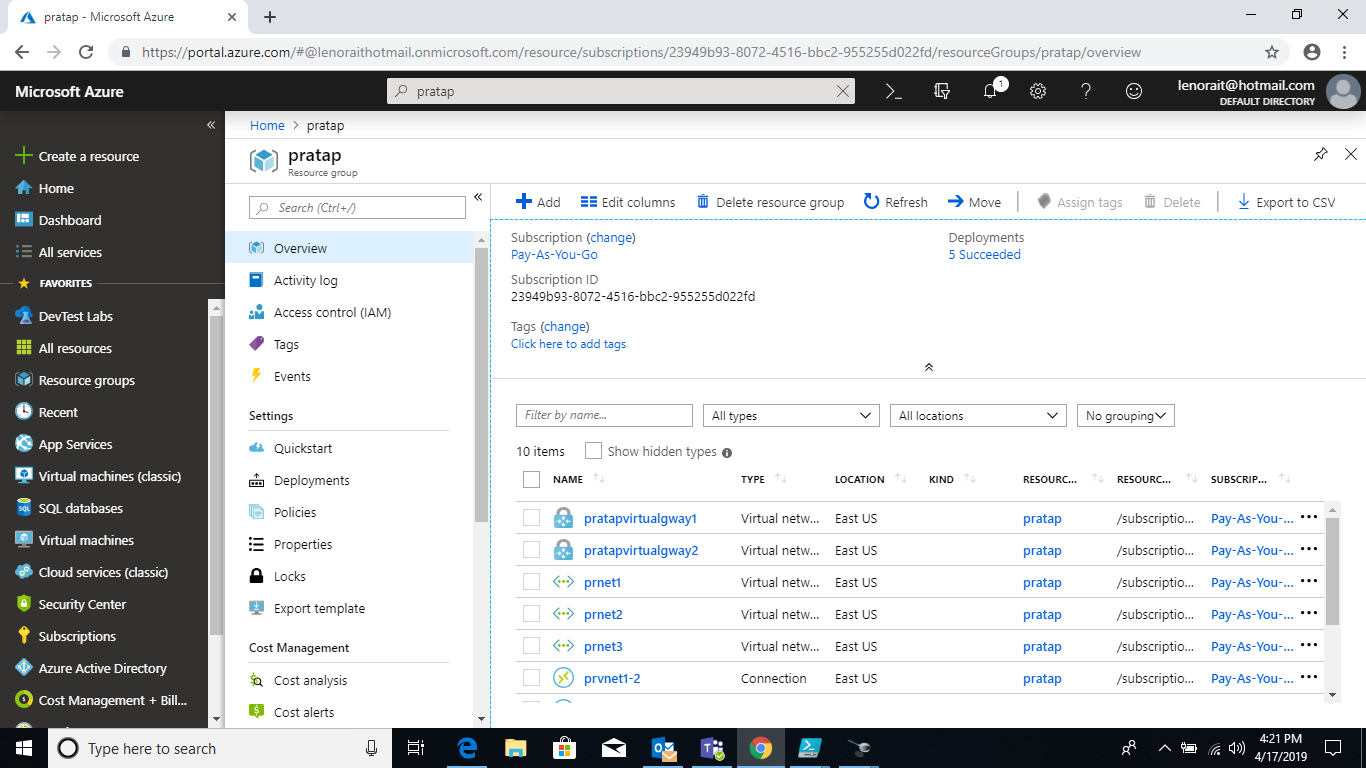 pratap - Microsoft Azure
https://portal.azure.com/#@lenoraithotmail.onmicrosoft.com/resource/subscriptions/23949b93-8072-4516-bbc2-955255d022fd/resourceGroups/pratap/overview
Microsoft Azure
pratap
1
lenorait@hotmail.com
DEFAULT DIRECTORY
Create a resource
Home
Dashboard
All services
FAVORITES
DevTest Labs
All resources
Resource groups
Recent
App Services
Virtual machines (classic)
SQL databases
Virtual machines
Cloud services (classic)
Security Center
Subscriptions
Azure Active Directory
Cost Management + Bill...
Home > pratap
pratap
Resource group
Search (Ctrl+/)
Overview
Activity log
Access control (IAM)
Tags
Events
Settings
Quickstart
Deployments
Policies
Properties
Locks
Export template
Cost Management
Cost analysis
Cost alerts
Add Edit columns Delete resource group Refresh Move Assign tags Delete Export to CSV
Subscription (change)
Pay-As-You-Go
Subscription ID
23949b93-8072-4516-bbc2-955255d022fd
Tags (change)
Click here to add tags
Deployments
5 Succeeded
Filter by name... All types All locations No grouping
10 items Show hidden types
NAME TYPE LOCATION KIND RESOURC... RESOURC... SUBSCRIP...
pratapvirtualgway1 Virtual netw... East US pratap /subscriptio... Pay-As-You-...
pratapvirtualgway2 Virtual netw... East US pratap /subscriptio... Pay-As-You-...
prnet1 Virtual netw... East US pratap /subscriptio... Pay-As-You-...
prnet2 Virtual netw... East US pratap /subscriptio... Pay-As-You-...
prnet3 Virtual netw... East US pratap /subscriptio... Pay-As-You-...
prvnet1-2 Connection East US pratap /subscriptio... Pay-As-You-...
Type here to search
4:21 PM
4/17/2019